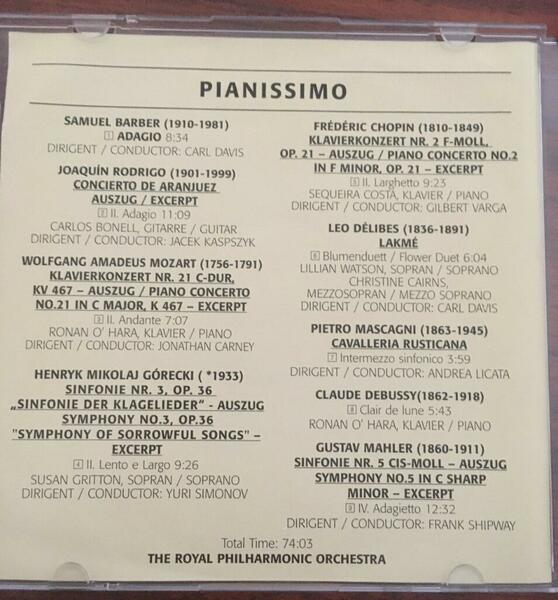 PIANISSIMO
SAMUEL BARBER (1910-1981)
1 ADAGIO 8:34
DIRIGENT / CONDUCTOR: CARL DAVIS
JOAQUÍN RODRIGO (1901-1999)
CONCIERTO DE ARANJUEZ
AUSZUG / EXCERPT
2 II. Adagio 11:09
CARLOS BONELL, GITARRE / GUITAR
DIRIGENT / CONDUCTOR: JACEK KASPSZYK
WOLFGANG AMADEUS MOZART (1756-1791)
KLAVIERKONZERT NR. 21 C-DUR,
KV 467 – AUSZUG / PIANO CONCERTO
NO.21 IN C MAJOR, K 467 – EXCERPT
3 II. Andante 7:07
RONAN O' HARA, KLAVIER / PIANO
DIRIGENT / CONDUCTOR: JONATHAN CARNEY
HENRYK MIKOLAJ GÓRECKI ( *1933)
SINFONIE NR. 3, OP. 36
„SINFONIE DER KLAGELIEDER" - AUSZUG
SYMPHONY NO.3, OP.36
"SYMPHONY OF SORROWFUL SONGS" –
EXCERPT
4 II. Lento e Largo 9:26
SUSAN GRITTON, SOPRAN / SOPRANO
DIRIGENT / CONDUCTOR: YURI SIMONOV
FRÉDÉRIC CHOPIN (1810-1849)
KLAVIERKONZERT NR. 2 F-MOLL,
OP. 21 – AUSZUG / PIANO CONCERTO NO.2
IN F MINOR, OP. 21 – EXCERPT
5 II. Larghetto 9:23
SEQUEIRA COSTA, KLAVIER / PIANO
DIRIGENT / CONDUCTOR: GILBERT VARGA
LEO DÉLIBES (1836-1891)
LAKMÉ
6 Blumenduett / Flower Duet 6:04
LILLIAN WATSON, SOPRAN / SOPRANO
CHRISTINE CAIRNS,
MEZZOSOPRAN / MEZZO SOPRANO
DIRIGENT / CONDUCTOR: CARL DAVIS
PIETRO MASCAGNI (1863-1945)
CAVALLERIA RUSTICANA
7 Intermezzo sinfonico 3:59
DIRIGENT / CONDUCTOR: ANDREA LICATA
CLAUDE DEBUSSY(1862-1918)
8 Clair de lune 5:43
RONAN O' HARA, KLAVIER / PIANO
GUSTAV MAHLER (1860-1911)
SINFONIE NR. 5 CIS-MOLL – AUSZUG
SYMPHONY NO.5 IN C SHARP
MINOR – EXCERPT
9 IV. Adagietto 12:32
DIRIGENT / CONDUCTOR: FRANK SHIPWAY
Total Time: 74:03
THE ROYAL PHILHARMONIC ORCHESTRA